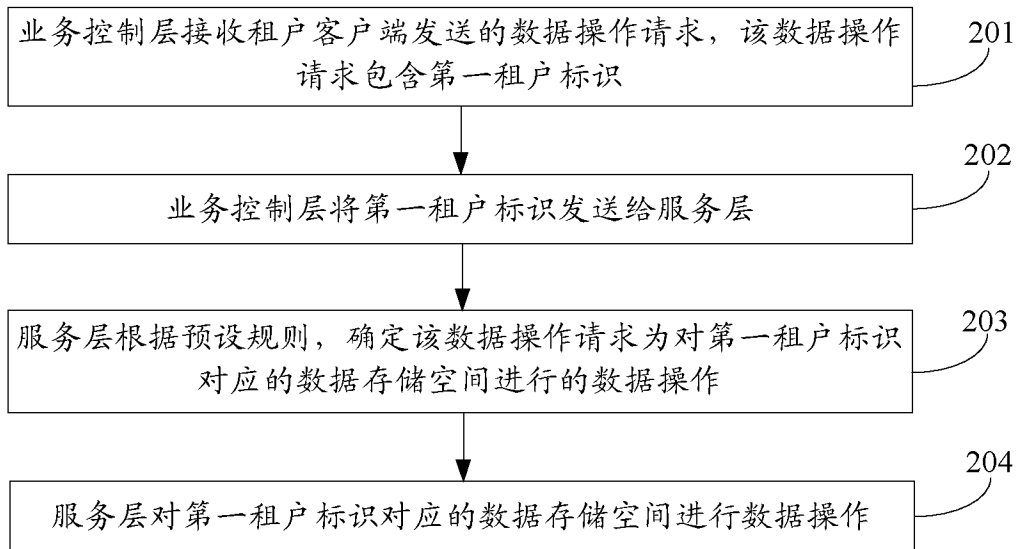 业务控制层接收租户客户端发送的数据操作请求，该数据操作
请求包含第一租户标识
201
业务控制层将第一租户标识发送给服务层
202
服务层根据预设规则，确定该数据操作请求为对第一租户标识
对应的数据存储空间进行的数据操作
203
服务层对第一租户标识对应的数据存储空间进行数据操作
204